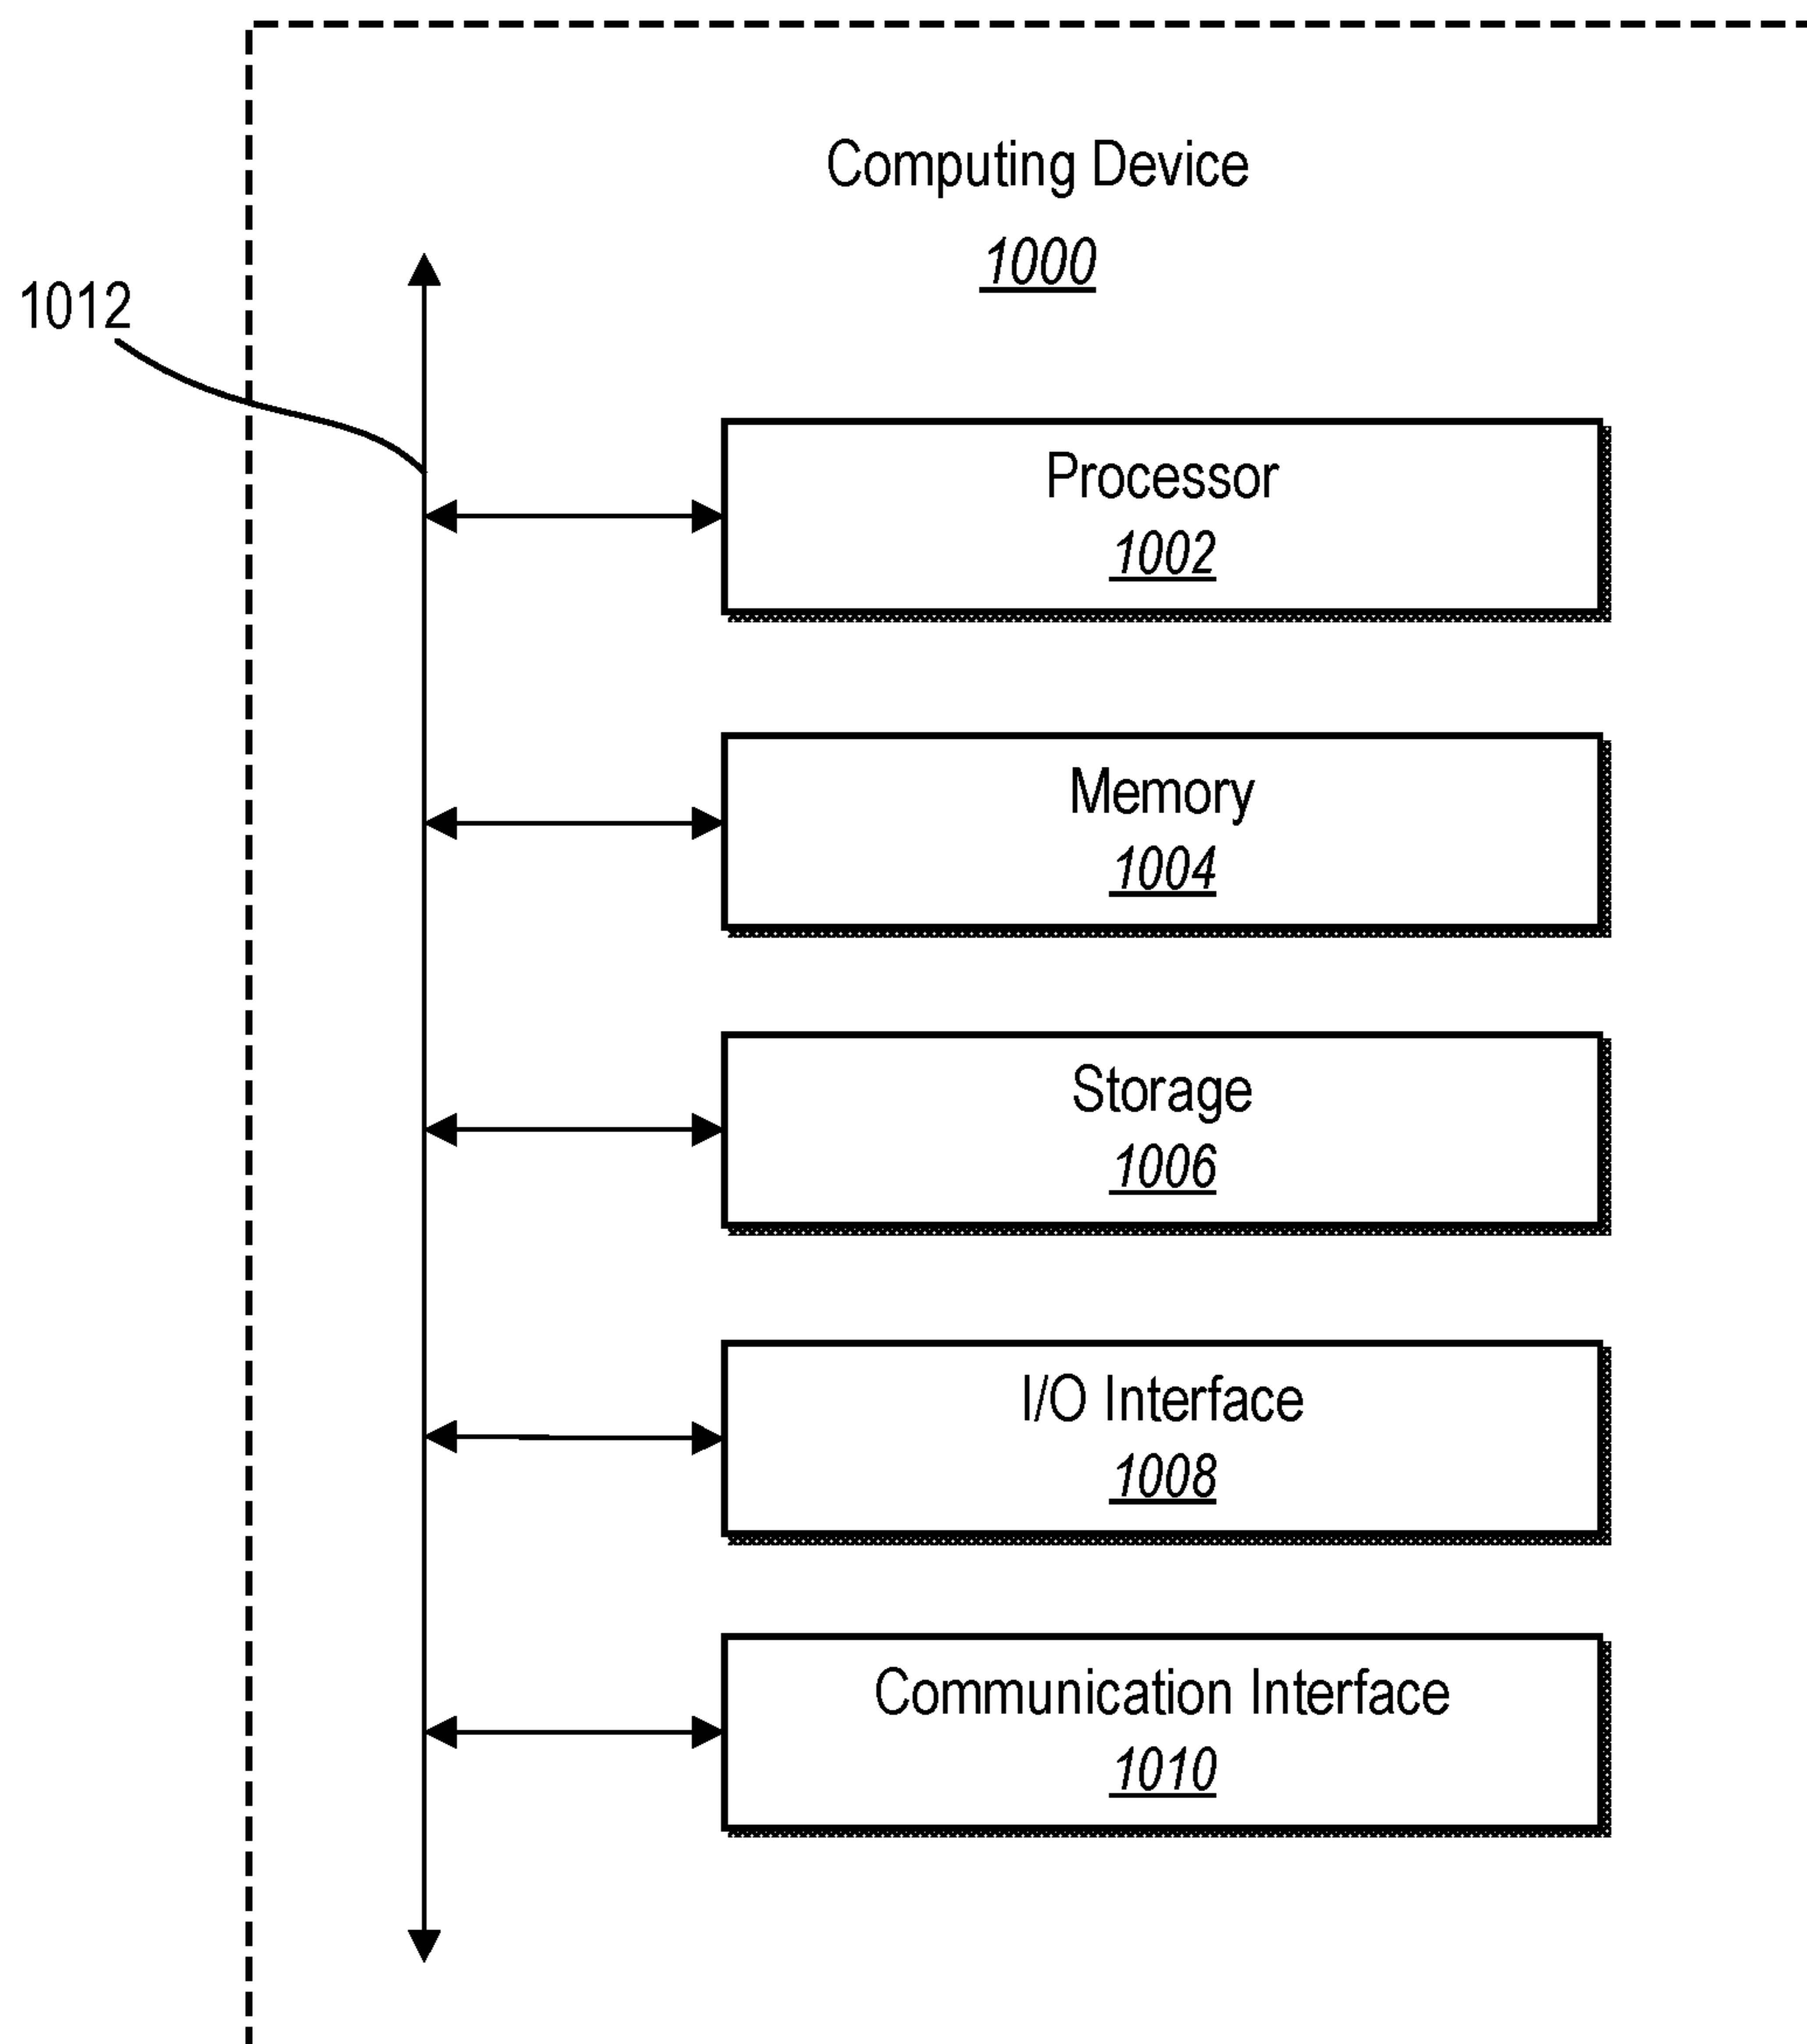 Computing Device
1000
1012
Processor
1002
Memory
1004
Storage
1006
I/O Interface
1008
Communication Interface
1010